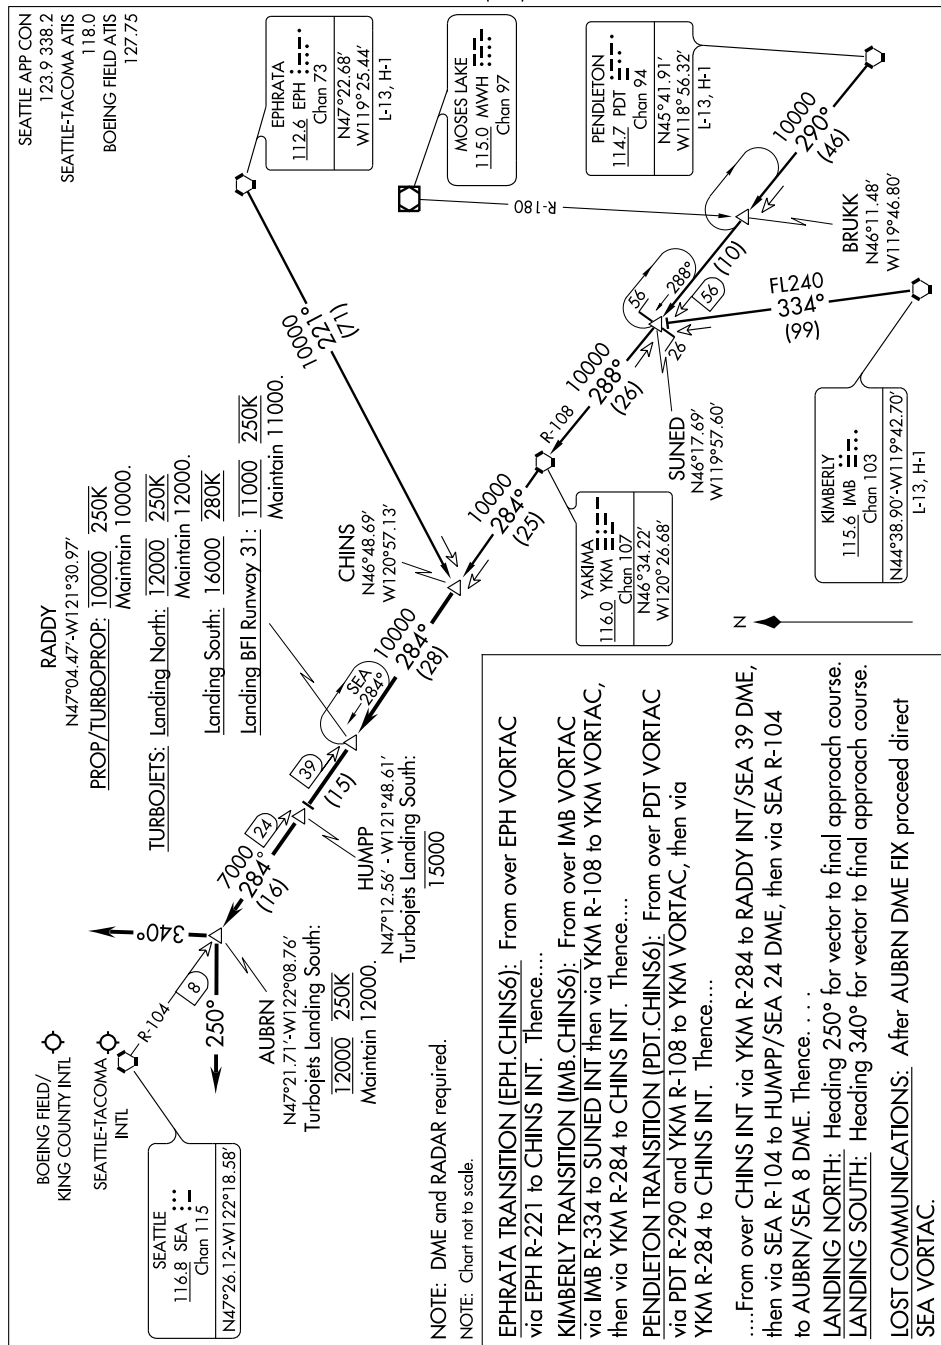 SEATTLE APP CON
123.9 338.2
SEATTLE-TACOMA ATIS
118.0
BOEING FIELD ATIS
127.75
EPHRATA
112.6 EPH
Chan 73
N47°22.68'
W119°25.44'
L-13, H-1
MOSES LAKE
115.0 MWH
Chan 97
PENDLETON
114.7 PDT
Chan 94
N45°41.91'
W118°56.32'
L-13, H-1
10000
290°
(46)
R-180
BRUKK
N46°11.48'
W119°46.80'
(10)
56
56
288°
26
FL240
334°
(99)
KIMBERLY
115.6 IMB
Chan 103
N44°38.90'-W119°42.70'
L-13, H-1
SUNED
N46°17.69'
W119°57.60'
10000
288°
(26)
R-108
YAKIMA
116.0 YKM
Chan 107
N46°34.22'
W120°26.68'
10000
284°
(25)
10000
221°
(71)
CHINS
N46°48.69'
W120°57.13'
10000
284°
(28)
SEA
284°
RADDY
N47°04.47'-W121°30.97'
PROP/TURBOPROP: 10000 250K
Maintain 10000.
TURBOJETS: Landing North: 12000 250K
Maintain 12000.
Landing South: 16000 280K
Landing BFI Runway 31: 11000 250K
Maintain 11000.
39
(15)
HUMPP
N47°12.56' - W121°48.61'
Turbojets Landing South:
15000
24
7000
284°
(16)
340°
250°
AUBRN
N47°21.71'-W122°08.76'
Turbojets Landing South:
12000 250K
Maintain 12000.
8
R-104
BOEING FIELD/
KING COUNTY INTL
SEATTLE-TACOMA
INTL
SEATTLE
116.8 SEA
Chan 115
N47°26.12-W122°18.58'
N
NOTE: DME and RADAR required.
NOTE: Chart not to scale.
EPHRATA TRANSITION (EPH.CHINS6): From over EPH VORTAC
via EPH R-221 to CHINS INT. Thence....
KIMBERLY TRANSITION (IMB.CHINS6): From over IMB VORTAC
via IMB R-334 to SUNED INT then via YKM R-108 to YKM VORTAC,
then via YKM R-284 to CHINS INT. Thence....
PENDLETON TRANSITION (PDT.CHINS6): From over PDT VORTAC
via PDT R-290 and YKM R-108 to YKM VORTAC, then via
YKM R-284 to CHINS INT. Thence....
....From over CHINS INT via YKM R-284 to RADDY INT/SEA 39 DME,
then via SEA R-104 to HUMPP/SEA 24 DME, then via SEA R-104
to AUBRN/SEA 8 DME. Thence. . . .
LANDING NORTH: Heading 250° for vector to final approach course.
LANDING SOUTH: Heading 340° for vector to final approach course.
LOST COMMUNICATIONS: After AUBRN DME FIX proceed direct
SEA VORTAC.